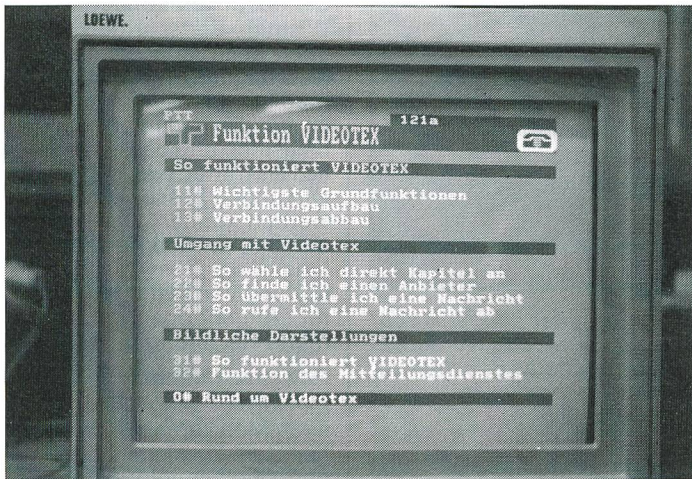 LOEWE.
PTT
121a
Funktion VIDEOTEX
So funktioniert VIDEOTEX
11# Wichtigste Grundfunktionen
12# Verbindungsaufbau
13# Verbindungsabbau
Umgang mit Videotex
21# So wähle ich direkt Kapitel an
22# So finde ich einen Anbieter
23# So übermittle ich eine Nachricht
24# So rufe ich eine Nachricht ab
Bildliche Darstellungen
31# So funktioniert VIDEOTEX
32# Funktion des Mitteilungsdienstes
0# Rund um Videotex